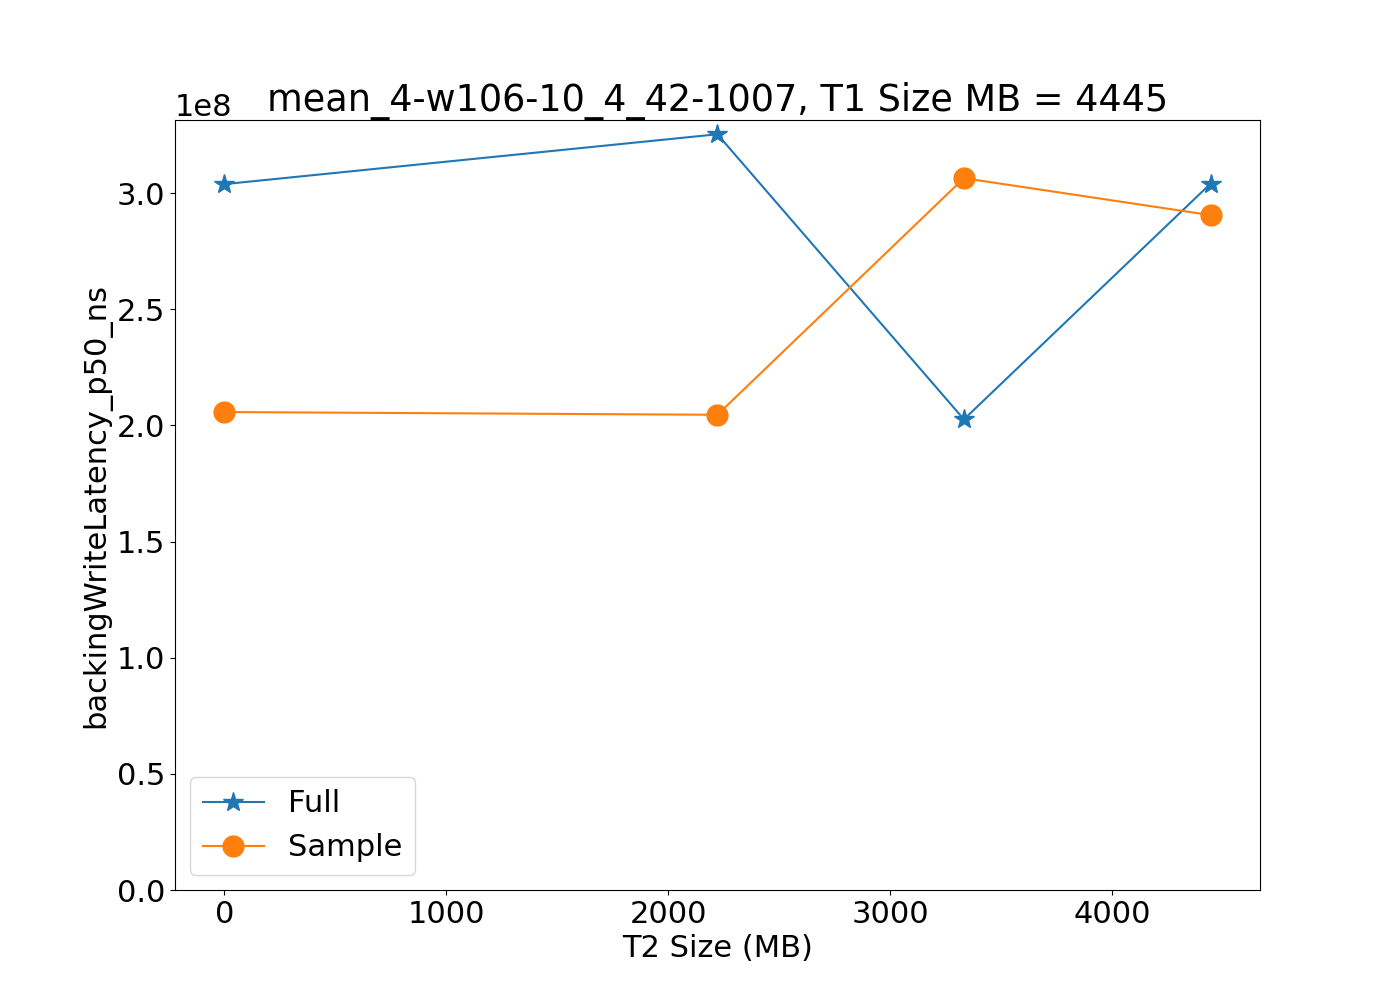 1e8
mean_4-w106-10_4_42-1007, T1 Size MB = 4445
backingWriteLatency_p50_ns
3.0
2.5
2.0
1.5
1.0
0.5
0.0
Full
Sample
0 1000 2000 3000 4000
T2 Size (MB)